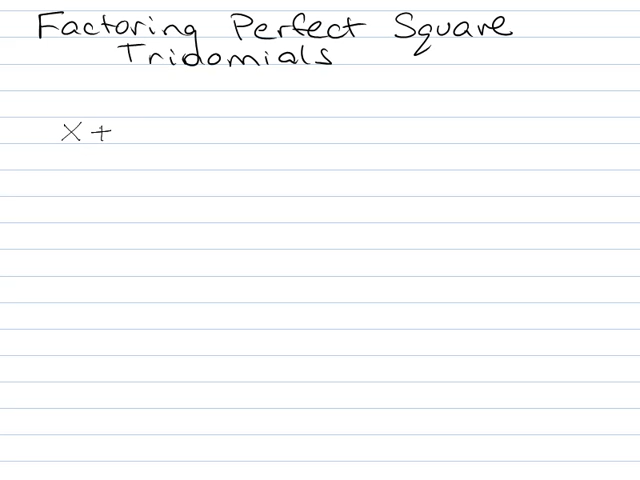 Factoring Perfect Square
Tridomials
x +